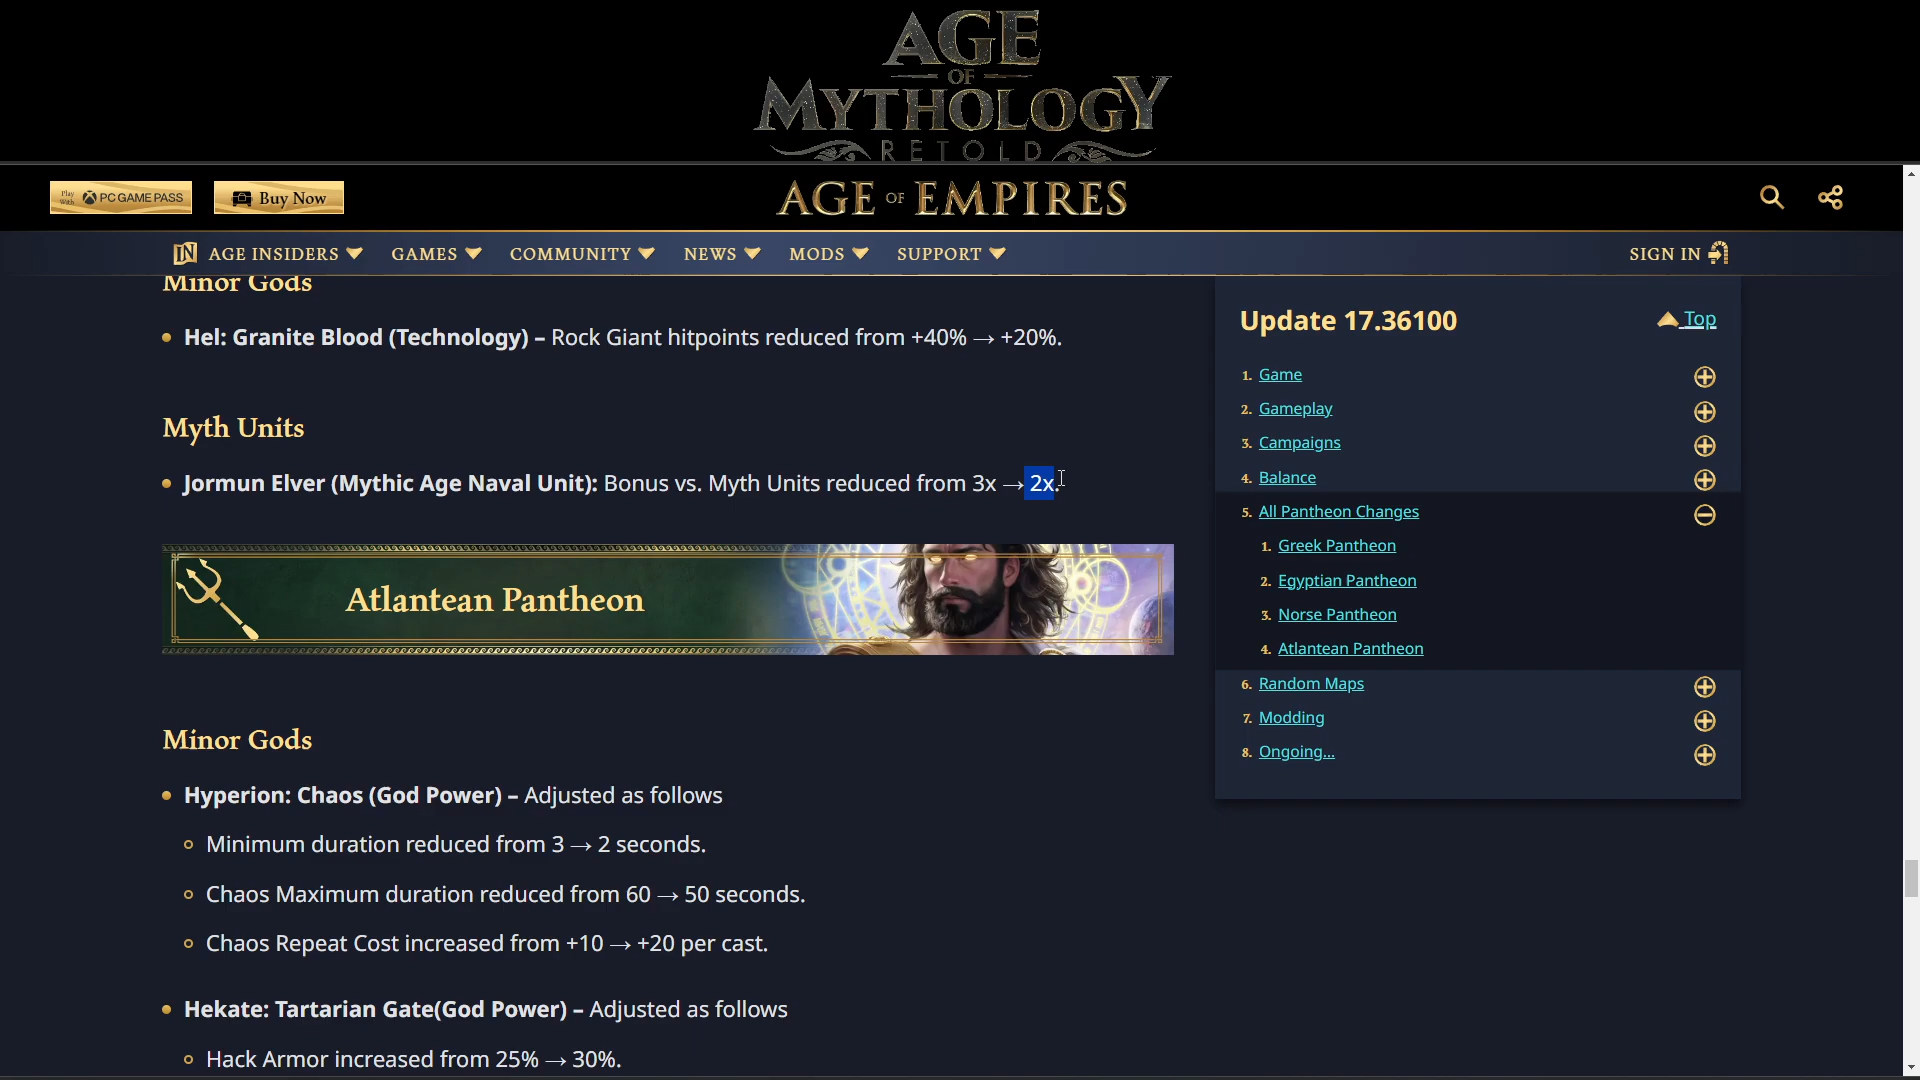 AGE
OF
MYTHOLOGY
RETOLD
Play With PC GAME PASS
Buy Now
AGE OF EMPIRES
IN AGE INSIDERS
GAMES
COMMUNITY
NEWS
MODS
SUPPORT
SIGN IN
Minor Gods
Hel: Granite Blood (Technology) – Rock Giant hitpoints reduced from +40% → +20%.
Myth Units
Jormun Elver (Mythic Age Naval Unit): Bonus vs. Myth Units reduced from 3x → 2x.
Atlantean Pantheon
Minor Gods
Hyperion: Chaos (God Power) – Adjusted as follows
Minimum duration reduced from 3 → 2 seconds.
Chaos Maximum duration reduced from 60 → 50 seconds.
Chaos Repeat Cost increased from +10 → +20 per cast.
Hekate: Tartarian Gate(God Power) – Adjusted as follows
Hack Armor increased from 25% → 30%.
Update 17.36100
Top
1. Game
2. Gameplay
3. Campaigns
4. Balance
5. All Pantheon Changes
1. Greek Pantheon
2. Egyptian Pantheon
3. Norse Pantheon
4. Atlantean Pantheon
6. Random Maps
7. Modding
8. Ongoing...